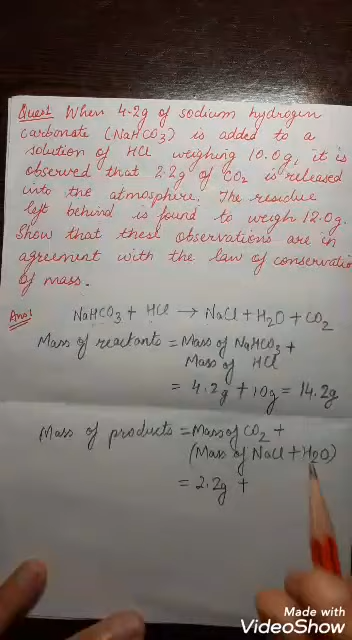 Ques: When 4.2g of sodium hydrogen
carbonate (NaHCO3) is added to a
solution of HCl weighing 10.0g, it is
observed that 2.2g of CO2 is released
into the atmosphere. The residue
left behind is found to weigh 12.0g.
Show that these observations are in
agreement with the law of conservatio
of mass.
Ans: NaHCO3 + HCl → NaCl + H2O + CO2
Mass of reactants = Mass of NaHCO3 +
Mass of HCl
= 4.2g + 10g = 14.2g
Mass of products = Mass of CO2 +
(Mass of NaCl + H2O)
= 2.2g +
Made with
VideoShow